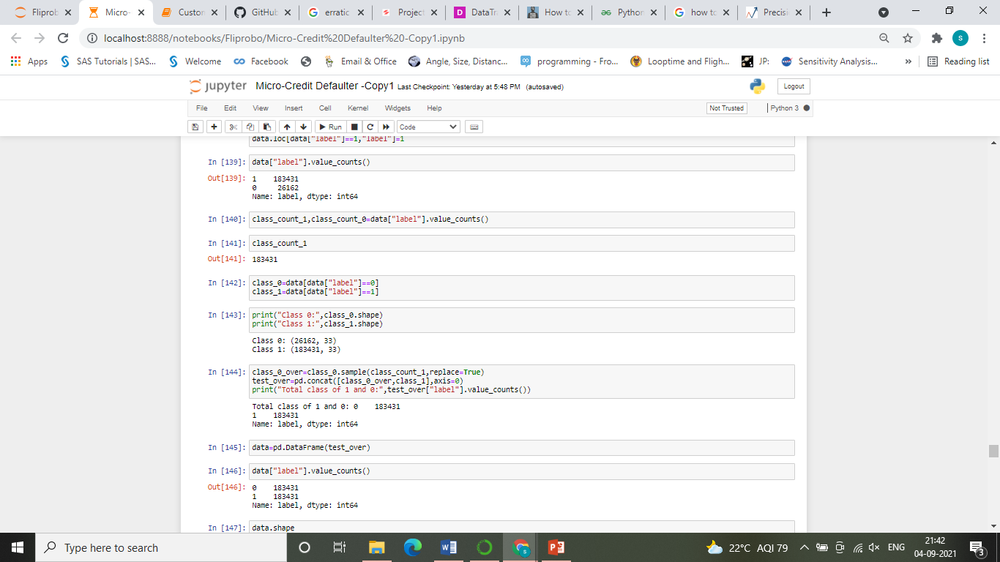 Fliprob
Micro-
Custom
GitHub
erratic
Project
DataTr
How to
Python
how to
Precisi
localhost:8888/notebooks/Fliprobo/Micro-Credit%20Defaulter%20-Copy1.ipynb
S
Apps
SAS Tutorials | SAS...
Welcome
Facebook
Email & Office
Angle, Size, Distanc...
programming - Fro...
Looptime and Fligh...
JP:
Sensitivity Analysis...
»
Reading list
jupyter Micro-Credit Defaulter -Copy1 Last Checkpoint: Yesterday at 5:48 PM (autosaved)
Logout
File Edit View Insert Cell Kernel Widgets Help
Not Trusted
Python 3
Run
Code
data.loc[data["label"]==1,"label"]=1
In [139]: data["label"].value_counts()
Out[139]: 1    183431
0     26162
Name: label, dtype: int64
In [140]: class_count_1,class_count_0=data["label"].value_counts()
In [141]: class_count_1
Out[141]: 183431
In [142]: class_0=data[data["label"]==0]
class_1=data[data["label"]==1]
In [143]: print("Class 0:",class_0.shape)
print("Class 1:",class_1.shape)
Class 0: (26162, 33)
Class 1: (183431, 33)
In [144]: class_0_over=class_0.sample(class_count_1,replace=True)
test_over=pd.concat([class_0_over,class_1],axis=0)
print("Total class of 1 and 0:",test_over["label"].value_counts())
Total class of 1 and 0: 0    183431
1    183431
Name: label, dtype: int64
In [145]: data=pd.DataFrame(test_over)
In [146]: data["label"].value_counts()
Out[146]: 0    183431
1    183431
Name: label, dtype: int64
In [147]: data.shape
Type here to search
22°C AQI 79
ENG
21:42
04-09-2021
3